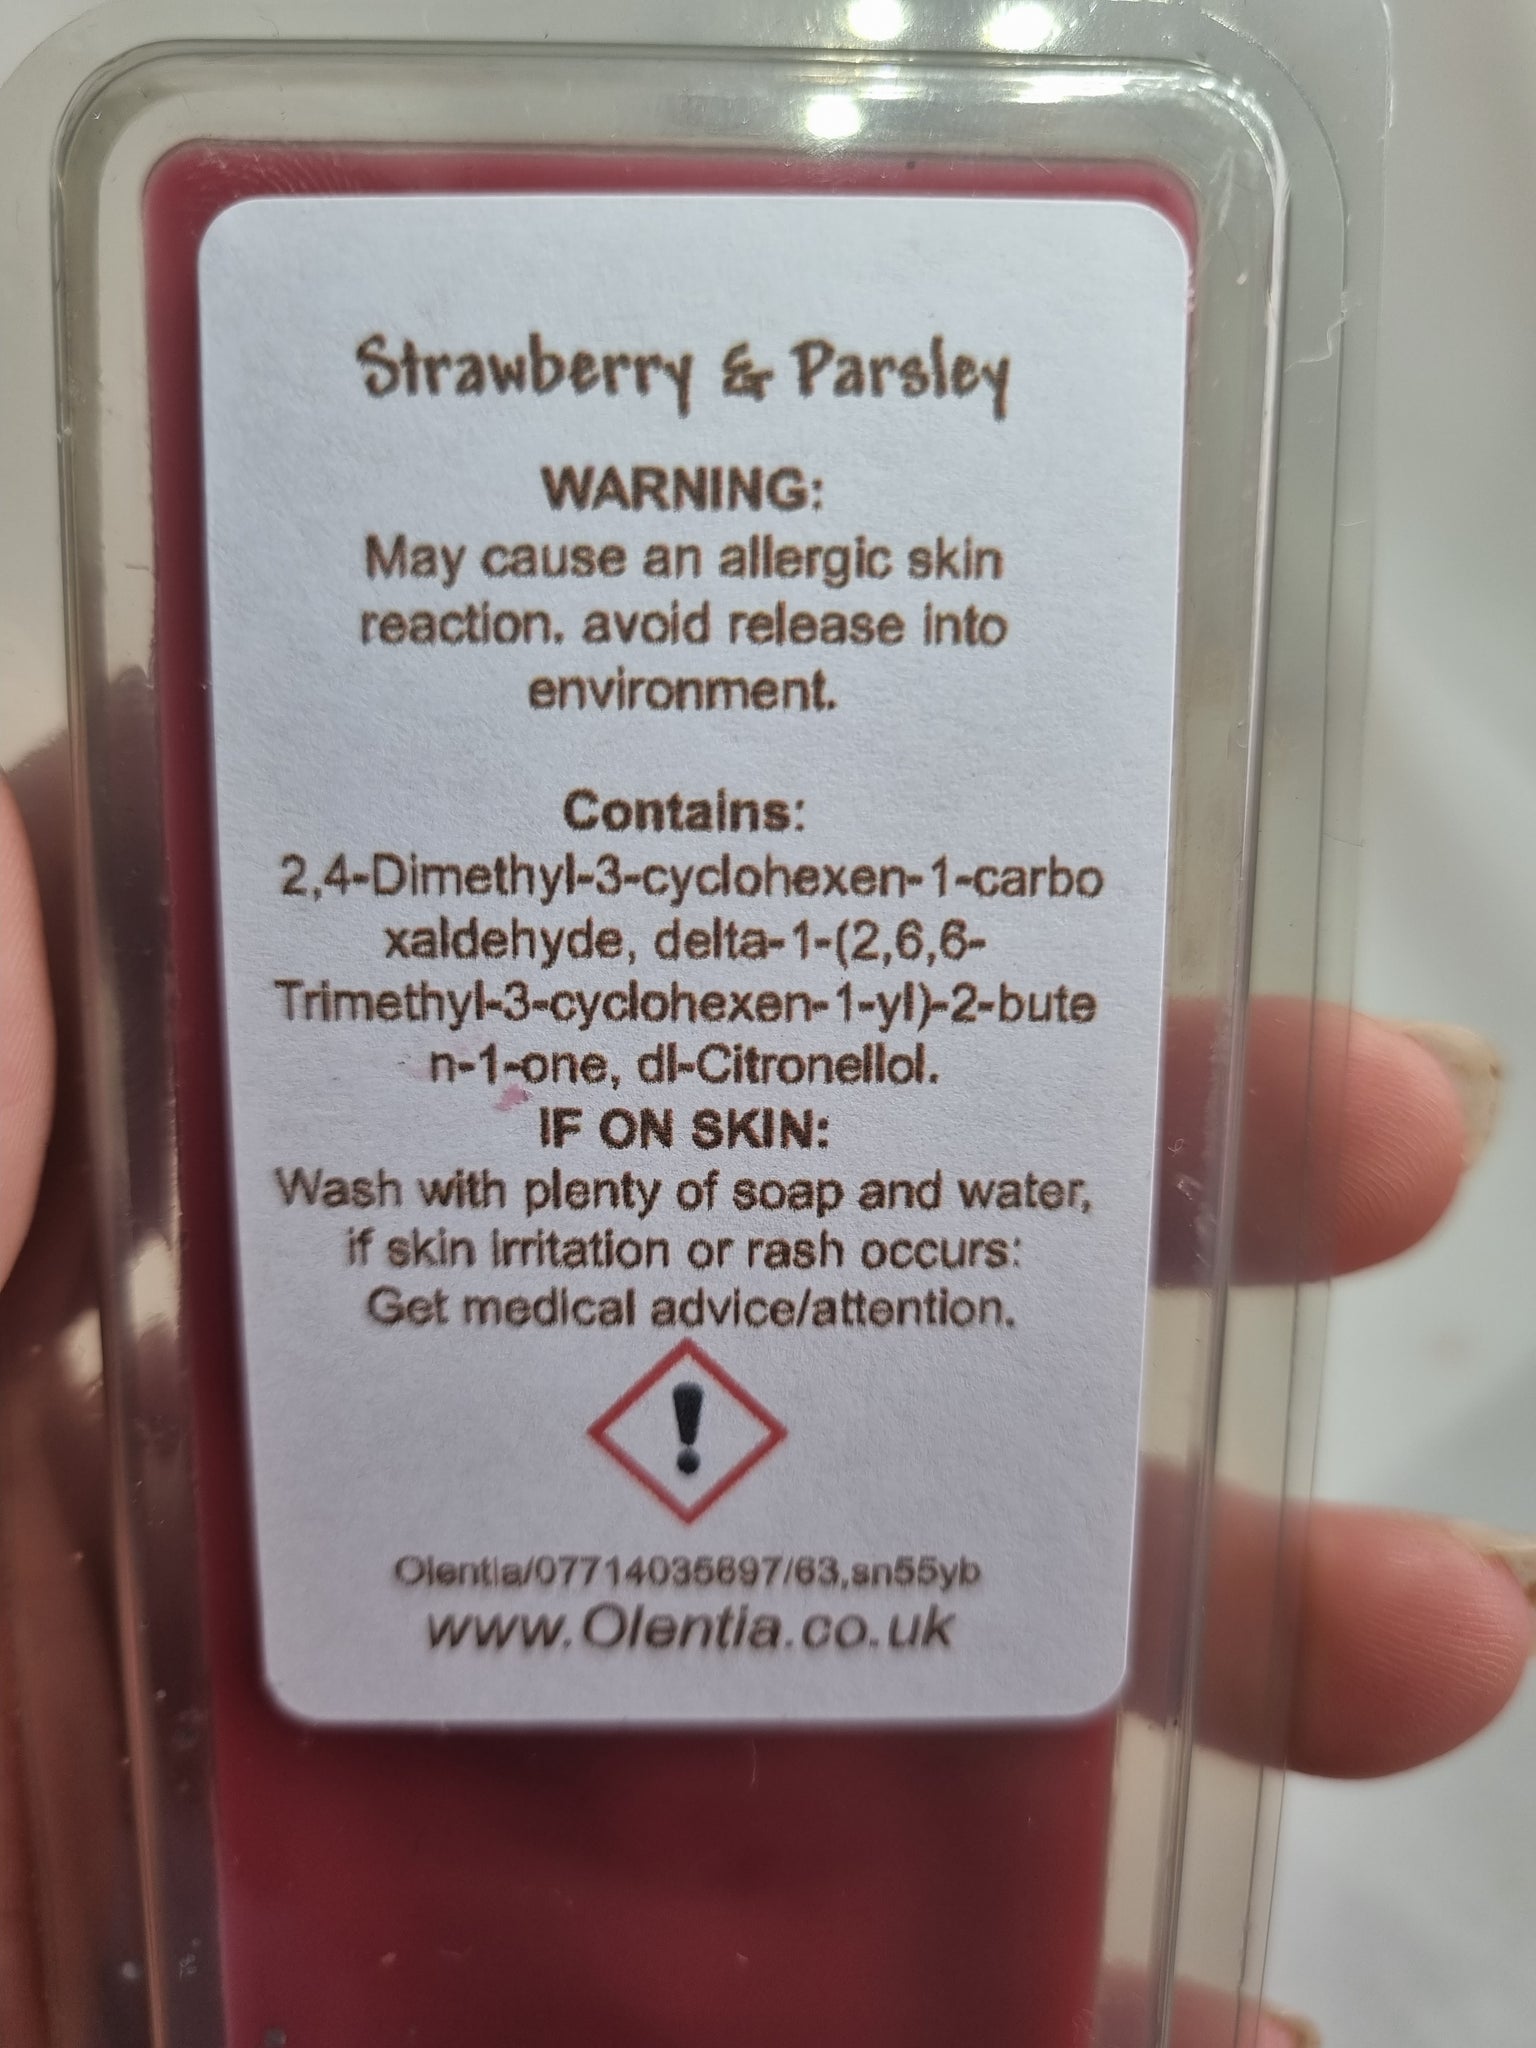 Strawberry & Parsley
WARNING:
May cause an allergic skin
reaction. avoid release into
environment.
Contains:
2,4-Dimethyl-3-cyclohexen-1-carbo
xaldehyde, delta-1-(2,6,6-
Trimethyl-3-cyclohexen-1-yl)-2-bute
n-1-one, dl-Citronellol.
IF ON SKIN:
Wash with plenty of soap and water,
if skin irritation or rash occurs:
Get medical advice/attention.
!
Olentia/07714035697/63,sn55yb
www.Olentia.co.uk